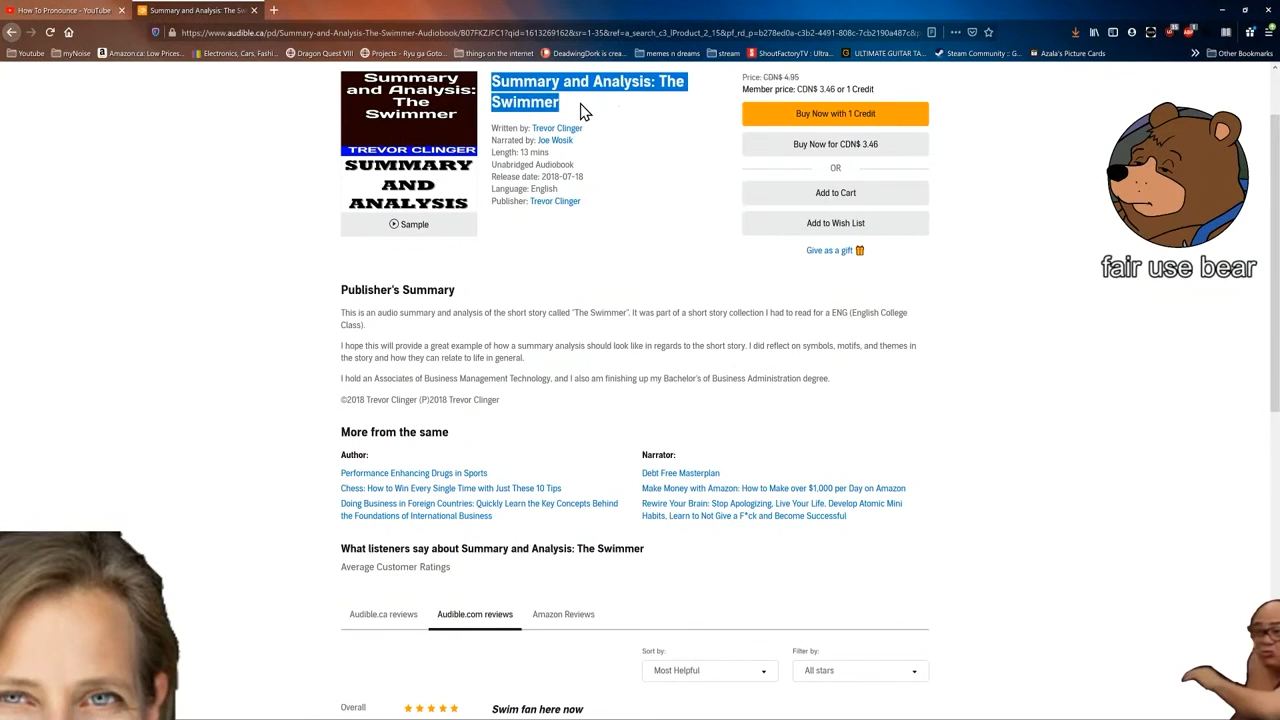 How To Pronounce - YouTube
Summary and Analysis: The Sw
https://www.audible.ca/pd/Summary-and-Analysis-The-Swimmer-Audiobook/B07FKZJFC1?qid=1613269162&sr=1-35&ref=a_search_c3_lProduct_2_15&pf_rd_p=b278ed0a-c3b2-4491-808c-7cb2190a487c&p
myNoise
Amazon.ca: Low Prices...
Electronics, Cars, Fashi...
Dragon Quest VIII
Projects - Ryu ga Goto...
things on the internet
DeadwingDork is crea...
memes n dreams
stream
ShoutFactoryTV : Ultra...
ULTIMATE GUITAR TA...
Steam Community :: G...
Azala's Picture Cards
Other Bookmarks
Summary
and Analysis:
The
Swimmer
TREVOR CLINGER
SUMMARY
AND
ANALYSIS
Sample
Summary and Analysis: The
Swimmer
Written by: Trevor Clinger
Narrated by: Joe Wosik
Length: 13 mins
Unabridged Audiobook
Release date: 2018-07-18
Language: English
Publisher: Trevor Clinger
Price: CDN$ 4.95
Member price: CDN$ 3.46 or 1 Credit
Buy Now with 1 Credit
Buy Now for CDN$ 3.46
OR
Add to Cart
Add to Wish List
Give as a gift
fair use bear
Publisher's Summary
This is an audio summary and analysis of the short story called "The Swimmer". It was part of a short story collection I had to read for a ENG (English College
Class).
I hope this will provide a great example of how a summary analysis should look like in regards to the short story. I did reflect on symbols, motifs, and themes in
the story and how they can relate to life in general.
I hold an Associates of Business Management Technology, and I also am finishing up my Bachelor's of Business Administration degree.
©2018 Trevor Clinger (P)2018 Trevor Clinger
More from the same
Author:
Performance Enhancing Drugs in Sports
Chess: How to Win Every Single Time with Just These 10 Tips
Doing Business in Foreign Countries: Quickly Learn the Key Concepts Behind
the Foundations of International Business
Narrator:
Debt Free Masterplan
Make Money with Amazon: How to Make over $1,000 per Day on Amazon
Rewire Your Brain: Stop Apologizing, Live Your Life, Develop Atomic Mini
Habits, Learn to Not Give a F*ck and Become Successful
What listeners say about Summary and Analysis: The Swimmer
Average Customer Ratings
Audible.ca reviews
Audible.com reviews
Amazon Reviews
Sort by:
Most Helpful
Filter by:
All stars
Overall
Swim fan here now